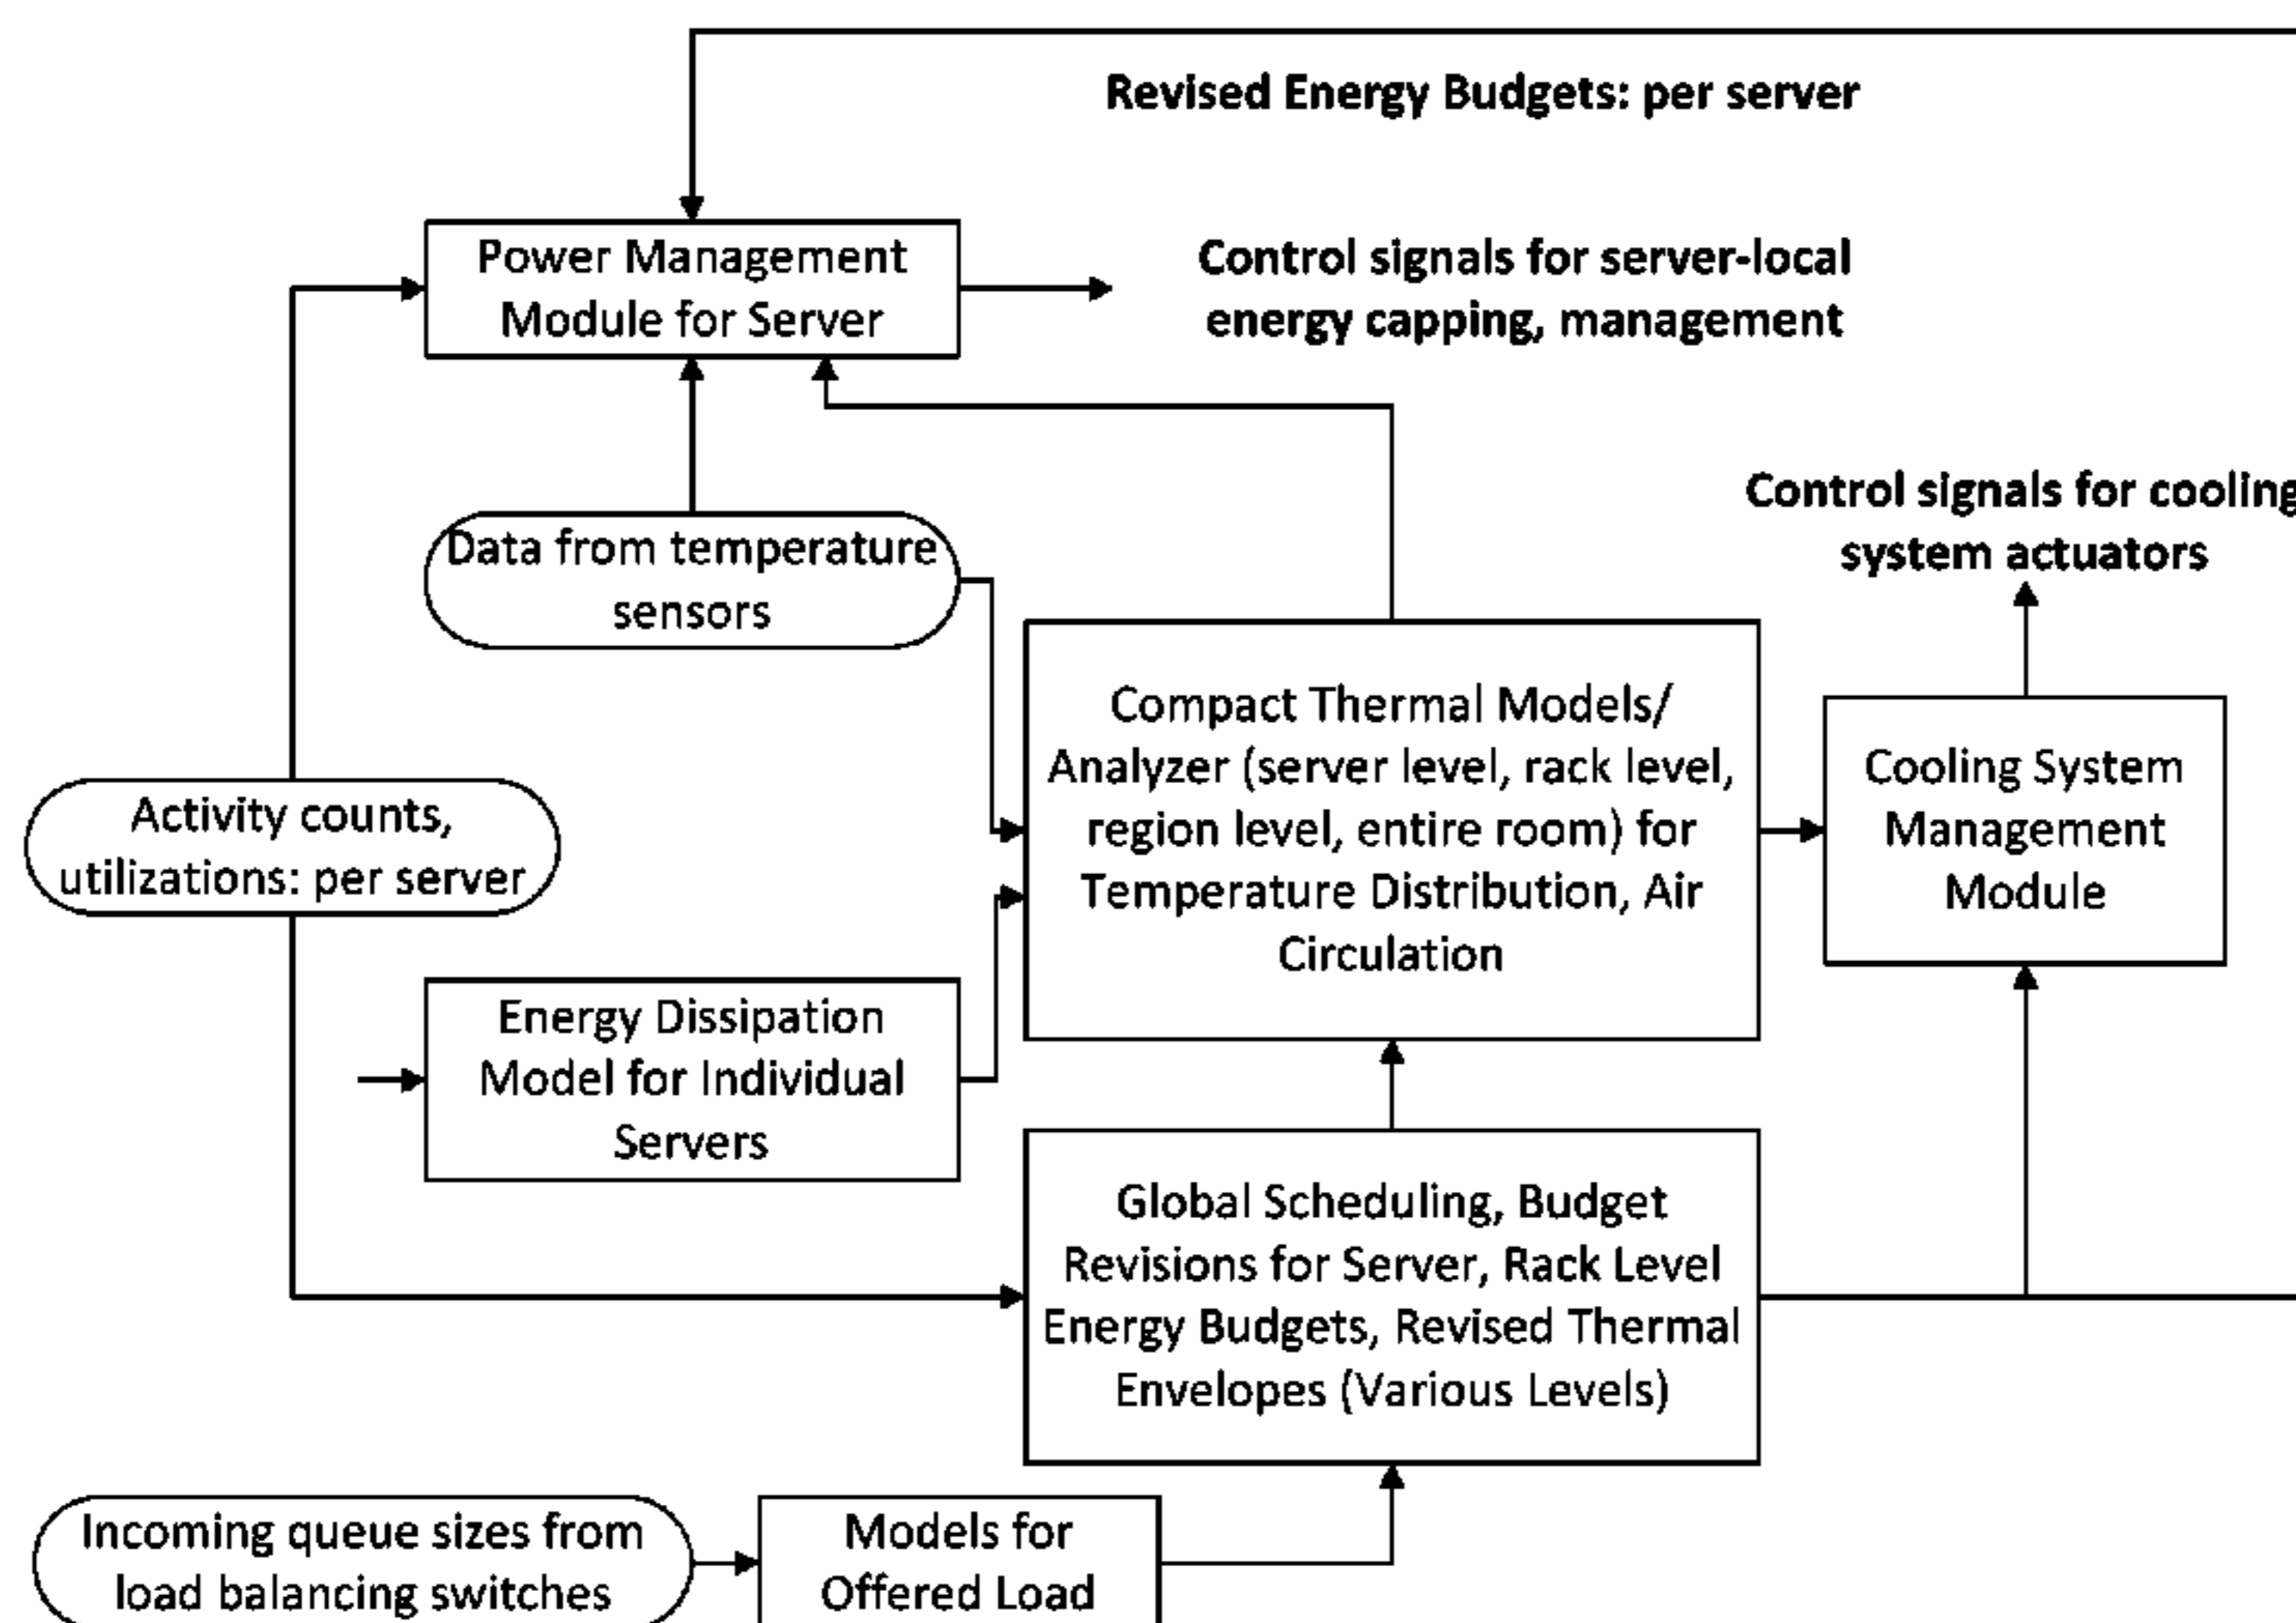 Revised Energy Budgets: per server
Power Management
Module for Server
Control signals for server-local
energy capping, management
Data from temperature
sensors
Control signals for cooling
system actuators
Compact Thermal Models/
Analyzer (server level, rack level,
region level, entire room) for
Temperature Distribution, Air
Circulation
Cooling System
Management
Module
Activity counts,
utilizations: per server
Energy Dissipation
Model for Individual
Servers
Global Scheduling, Budget
Revisions for Server, Rack Level
Energy Budgets, Revised Thermal
Envelopes (Various Levels)
Incoming queue sizes from
load balancing switches
Models for
Offered Load